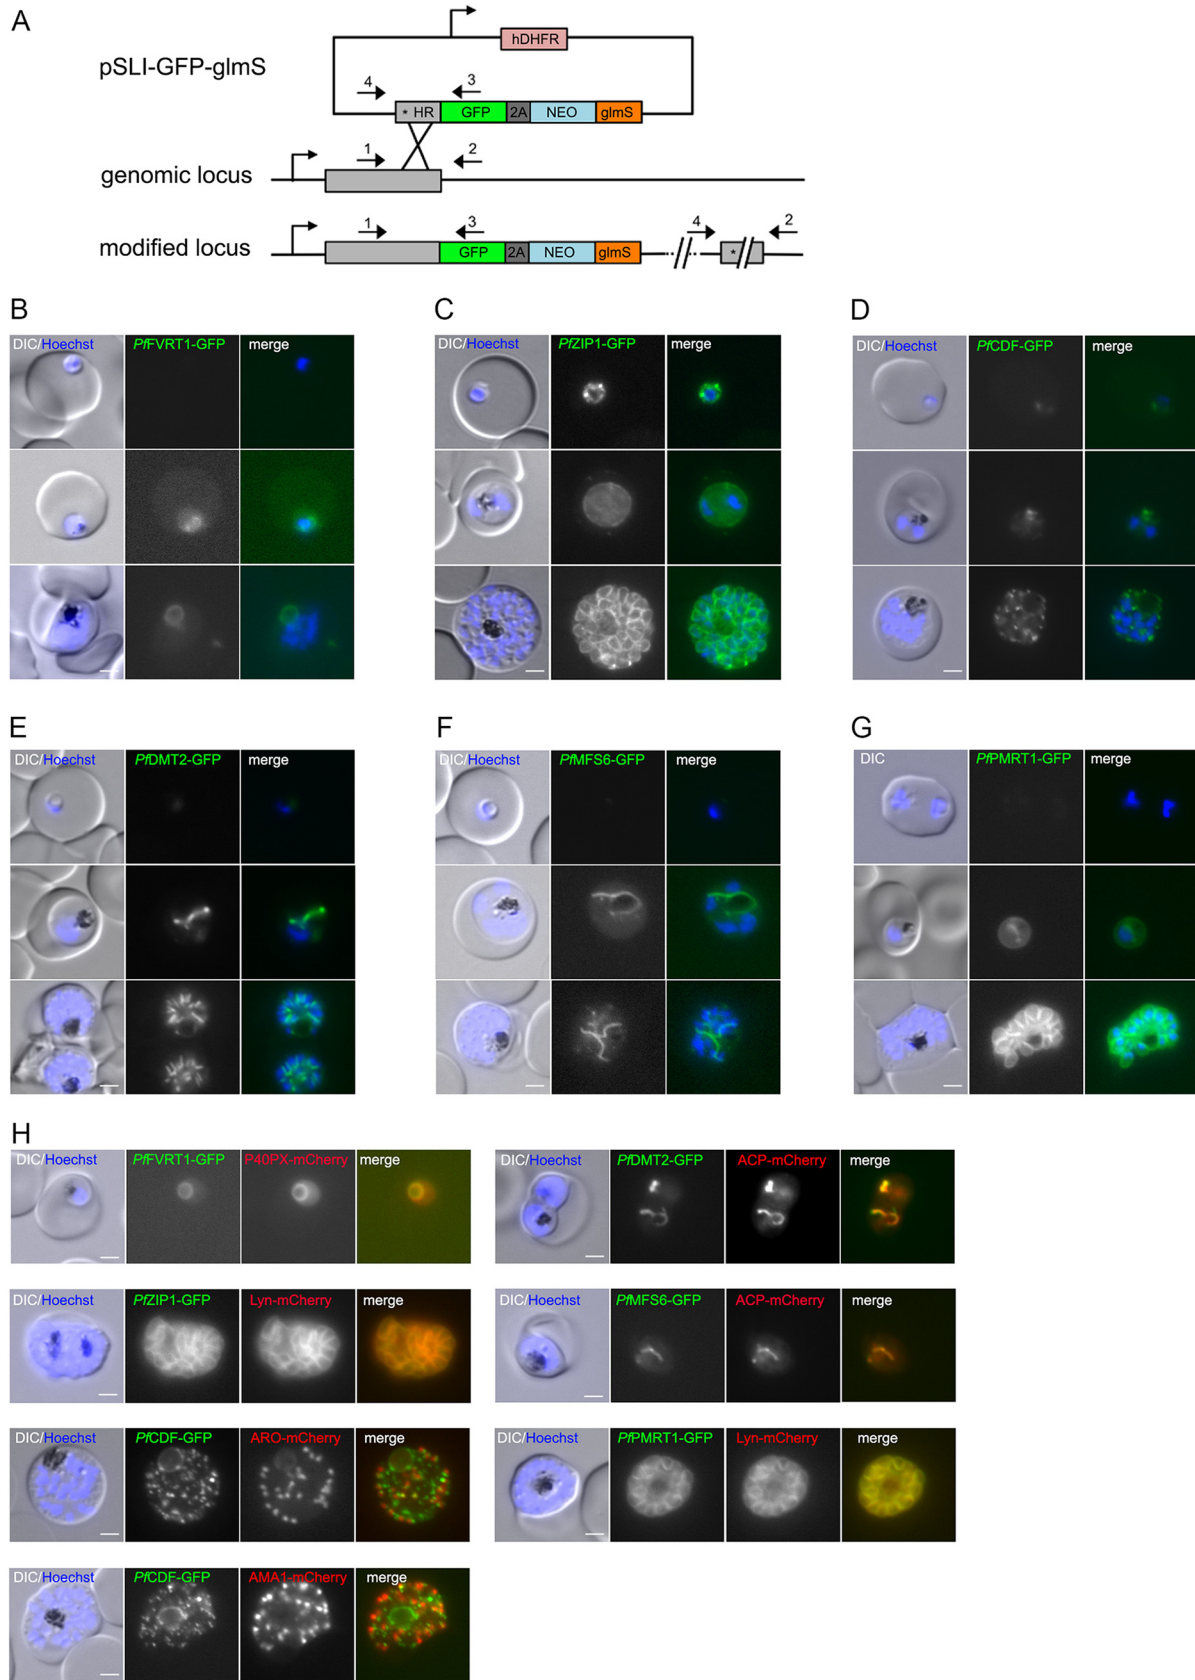 A
hDHFR
pSLI-GFP-glmS
4 3
* HR GFP 2A NEO glmS
1 2
genomic locus
1 3 4 2
modified locus
GFP 2A NEO glmS *
B C D
DIC/Hoechst PfFVRT1-GFP merge
DIC/Hoechst PfZIP1-GFP merge
DIC/Hoechst PfCDF-GFP merge
E F G
DIC/Hoechst PfDMT2-GFP merge
DIC/Hoechst PfMFS6-GFP merge
DIC PfPMRT1-GFP merge
H
DIC/Hoechst PfFVRT1-GFP P40PX-mCherry merge
DIC/Hoechst PfDMT2-GFP ACP-mCherry merge
DIC/Hoechst PfZIP1-GFP Lyn-mCherry merge
DIC/Hoechst PfMFS6-GFP ACP-mCherry merge
DIC/Hoechst PfCDF-GFP ARO-mCherry merge
DIC/Hoechst PfPMRT1-GFP Lyn-mCherry merge
DIC/Hoechst PfCDF-GFP AMA1-mCherry merge